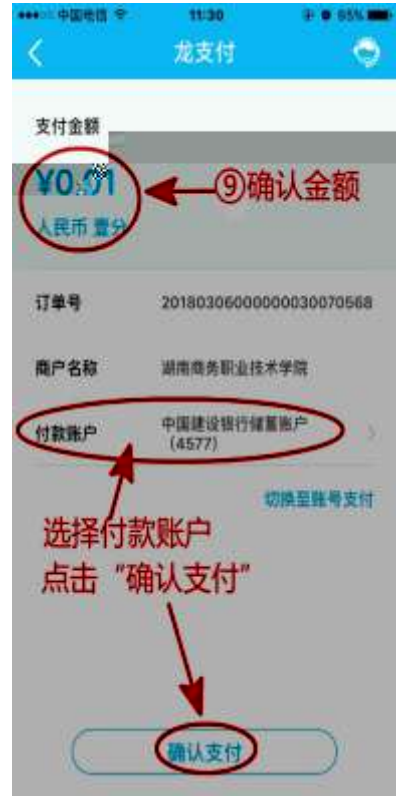 中国电信 11:30 65%
龙支付
支付金额
¥0.01
⑨确认金额
人民币 壹分
订单号 20180306000000030070568
商户名称 湖南商务职业技术学院
付款账户 中国建设银行储蓄账户
(4577)
切换至账号支付
选择付款账户
点击“确认支付”
确认支付